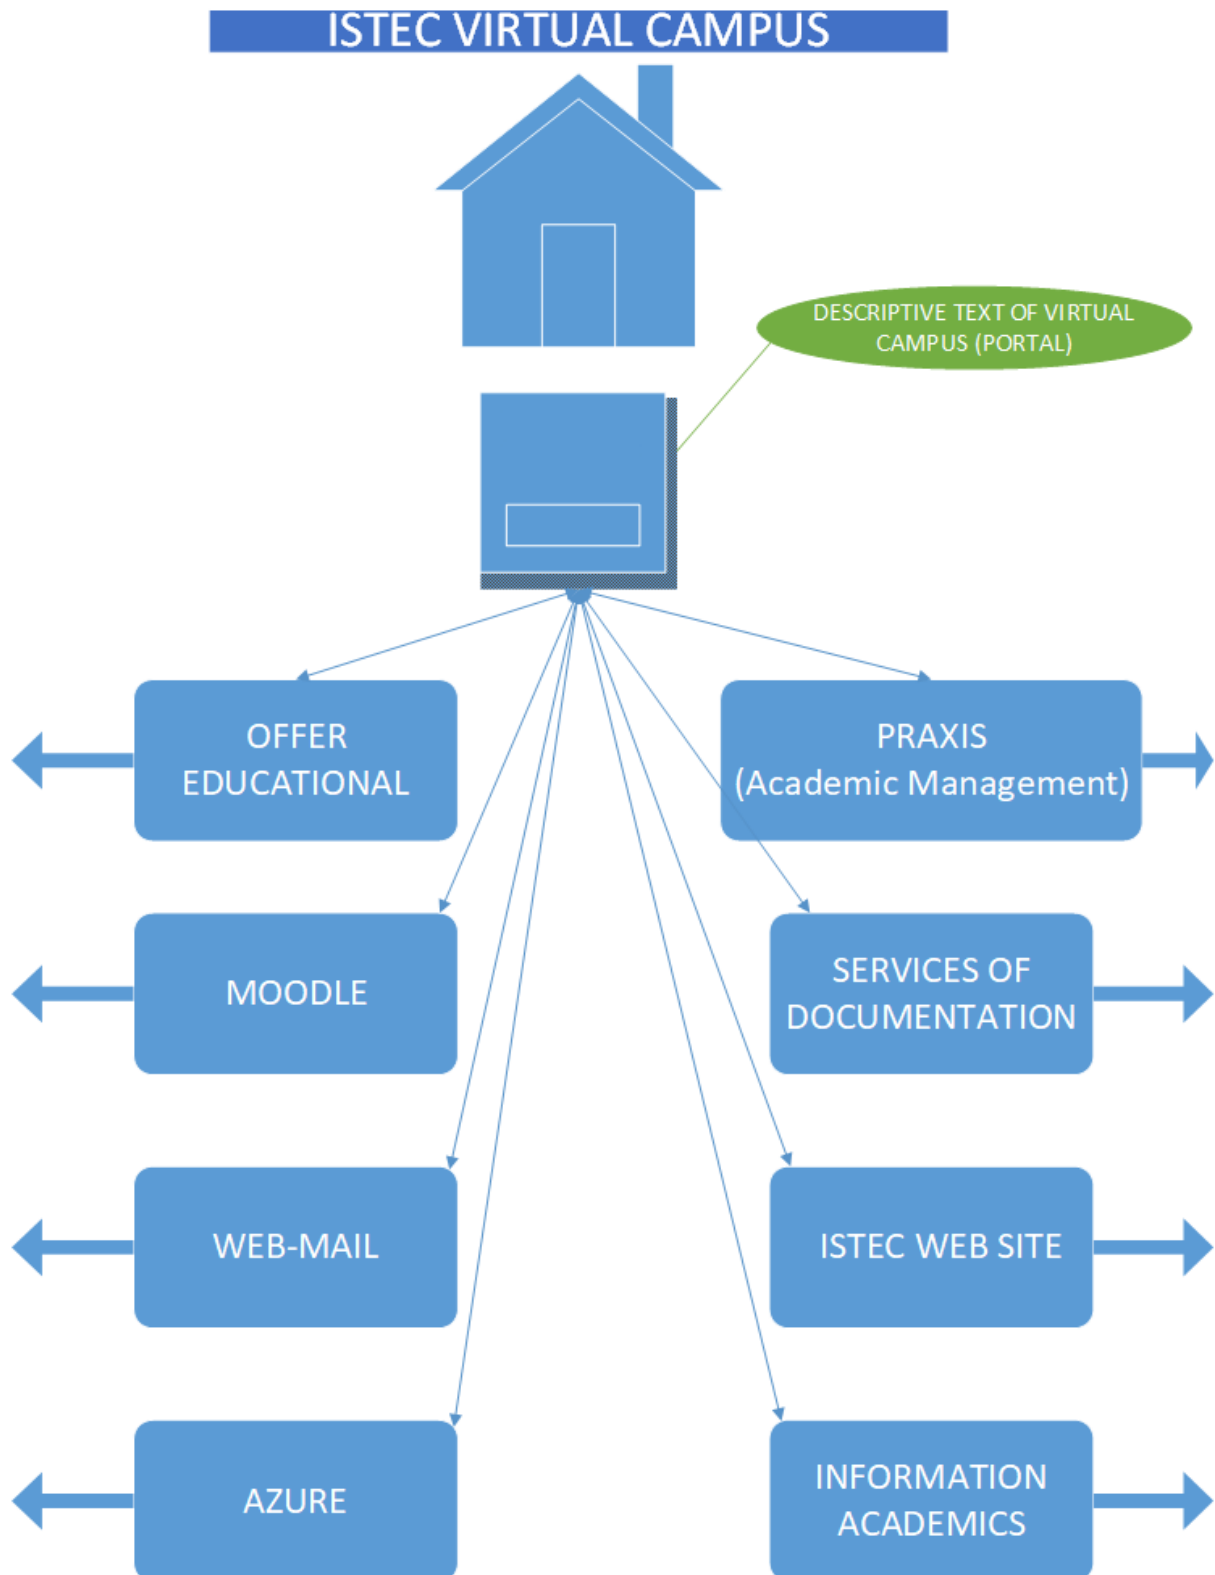 ISTEC VIRTUAL CAMPUS
DESCRIPTIVE TEXT OF VIRTUAL
CAMPUS (PORTAL)
OFFER
EDUCATIONAL
PRAXIS
(Academic Management)
MOODLE
SERVICES OF
DOCUMENTATION
WEB-MAIL
ISTEC WEB SITE
AZURE
INFORMATION
ACADEMICS